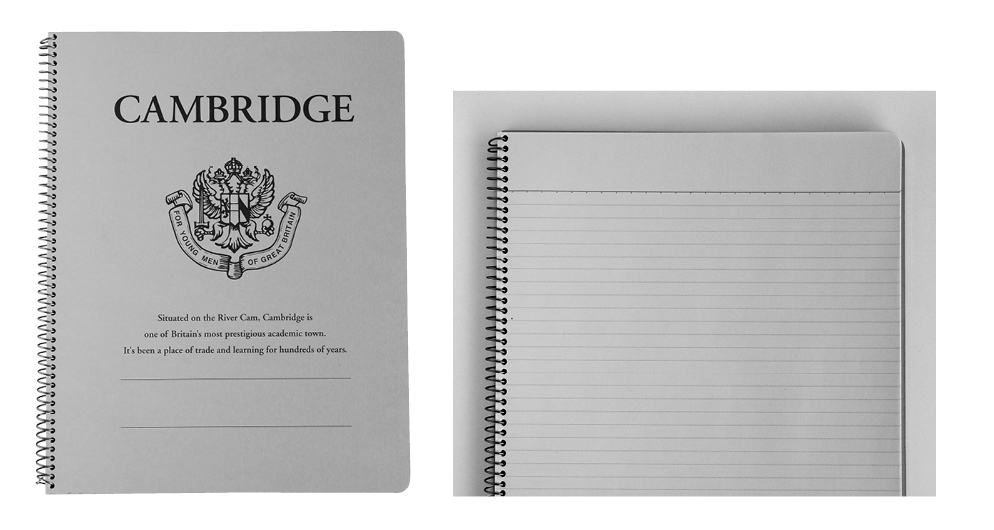 CAMBRIDGE
FOR YOUNG MEN OF GREAT BRITAIN
Situated on the River Cam, Cambridge is
one of Britain's most prestigious academic town.
It's been a place of trade and learning for hundreds of years.